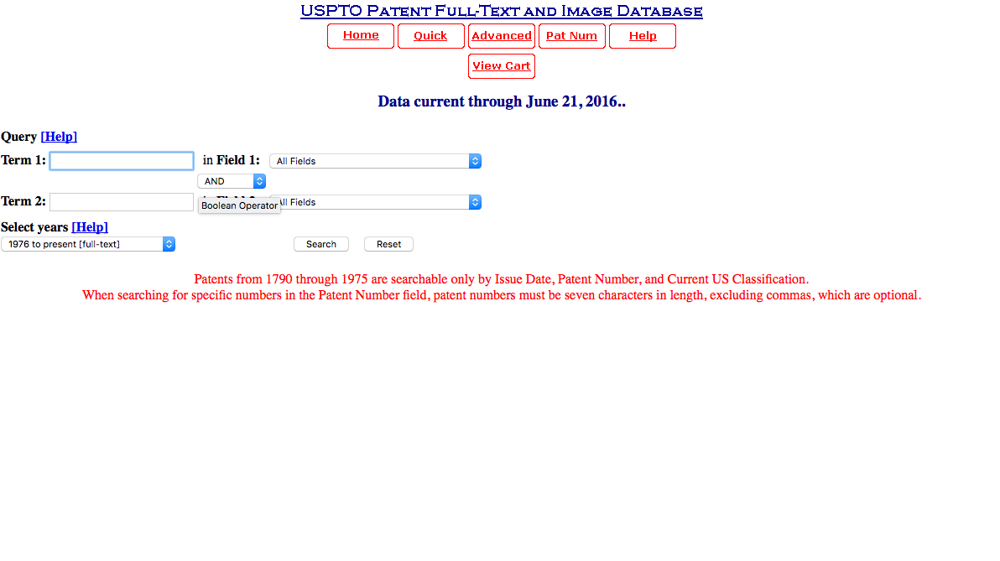 USPTO PATENT FULL-TEXT AND IMAGE DATABASE
Home Quick Advanced Pat Num Help
View Cart
Data current through June 21, 2016..
Query [Help]
Term 1: in Field 1: All Fields
AND
Term 2: All Fields
Boolean Operator
Select years [Help]
1976 to present [full-text] Search Reset
Patents from 1790 through 1975 are searchable only by Issue Date, Patent Number, and Current US Classification.
When searching for specific numbers in the Patent Number field, patent numbers must be seven characters in length, excluding commas, which are optional.